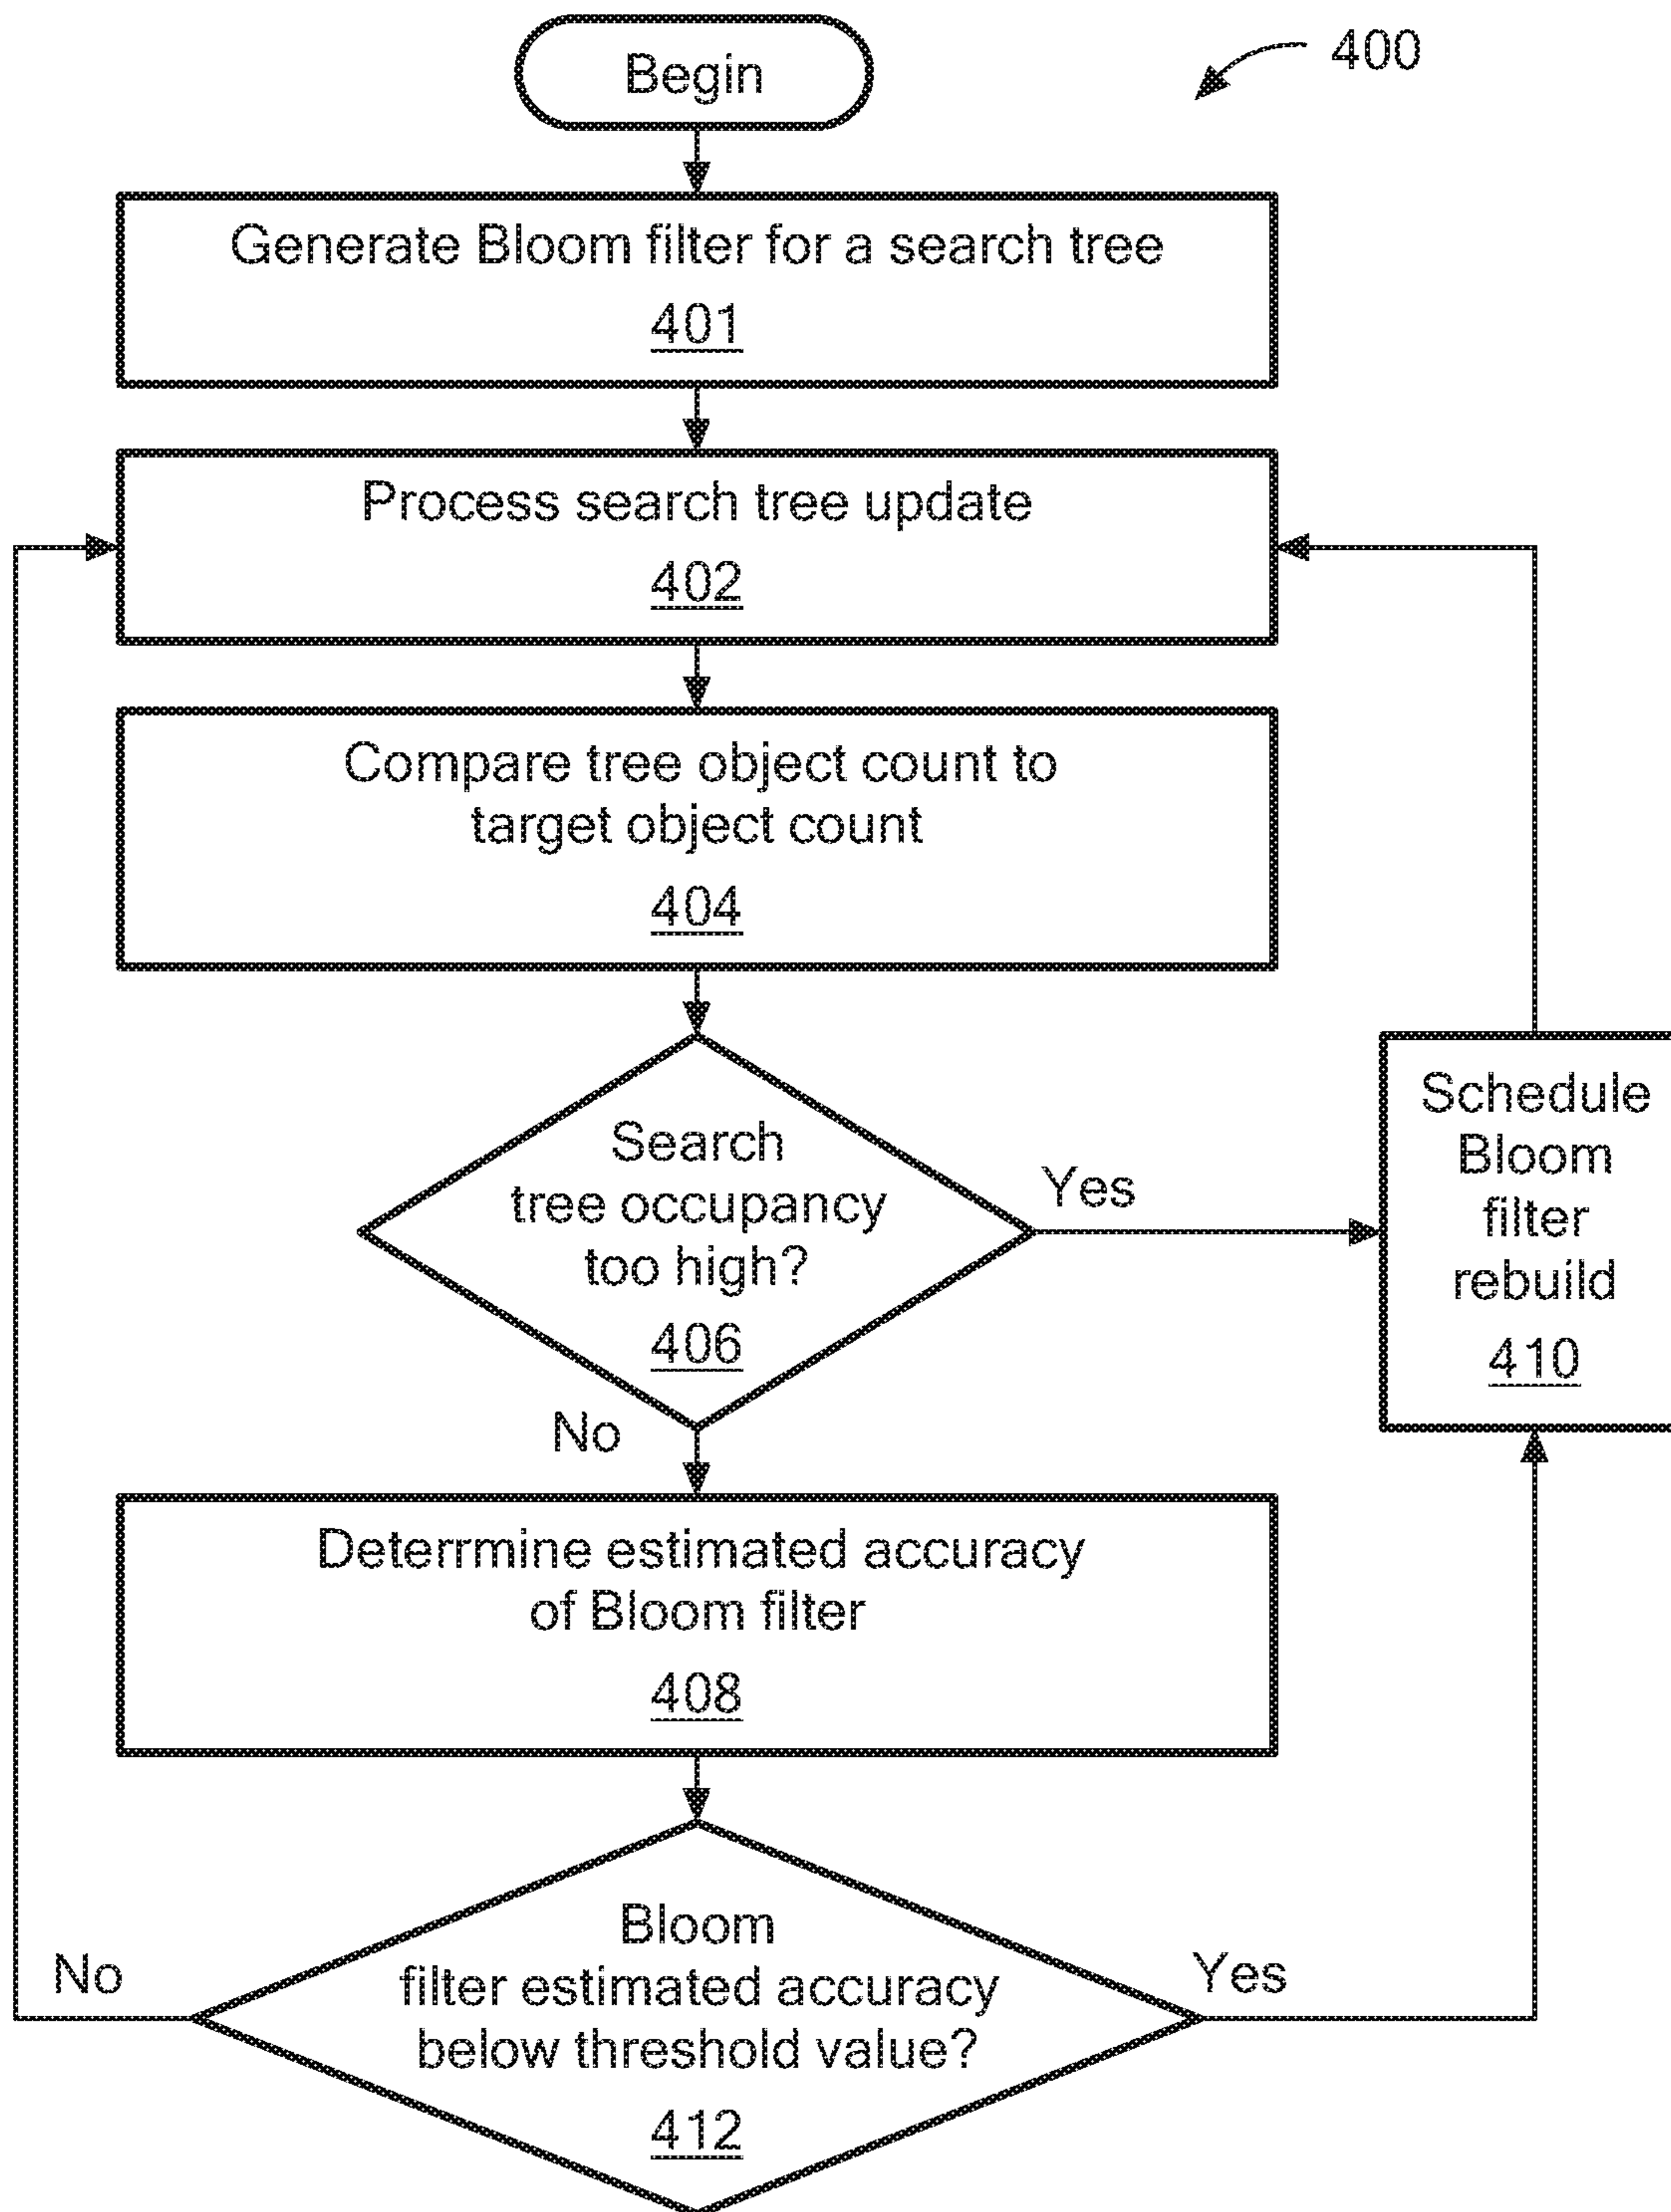 Begin
400
Generate Bloom filter for a search tree
401
Process search tree update
402
Compare tree object count to
target object count
404
Search
tree occupancy
too high?
406
Yes
Schedule
Bloom
filter
rebuild
410
No
Deterrmine estimated accuracy
of Bloom filter
408
Bloom
filter estimated accuracy
below threshold value?
412
No
Yes